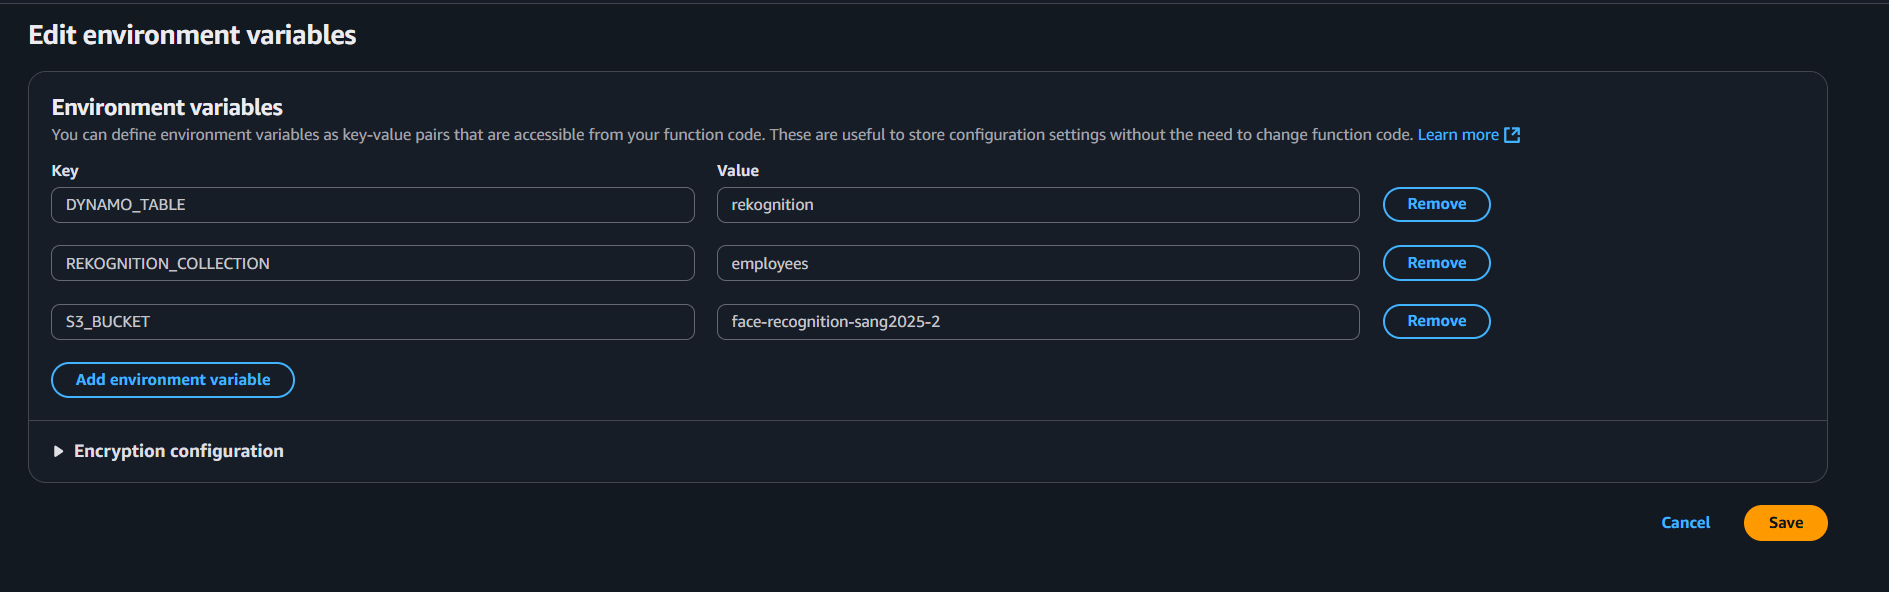 Edit environment variables
Environment variables
You can define environment variables as key-value pairs that are accessible from your function code. These are useful to store configuration settings without the need to change function code. Learn more
Key Value
DYNAMO_TABLE rekognition Remove
REKOGNITION_COLLECTION employees Remove
S3_BUCKET face-recognition-sang2025-2 Remove
Add environment variable
Encryption configuration
Cancel Save